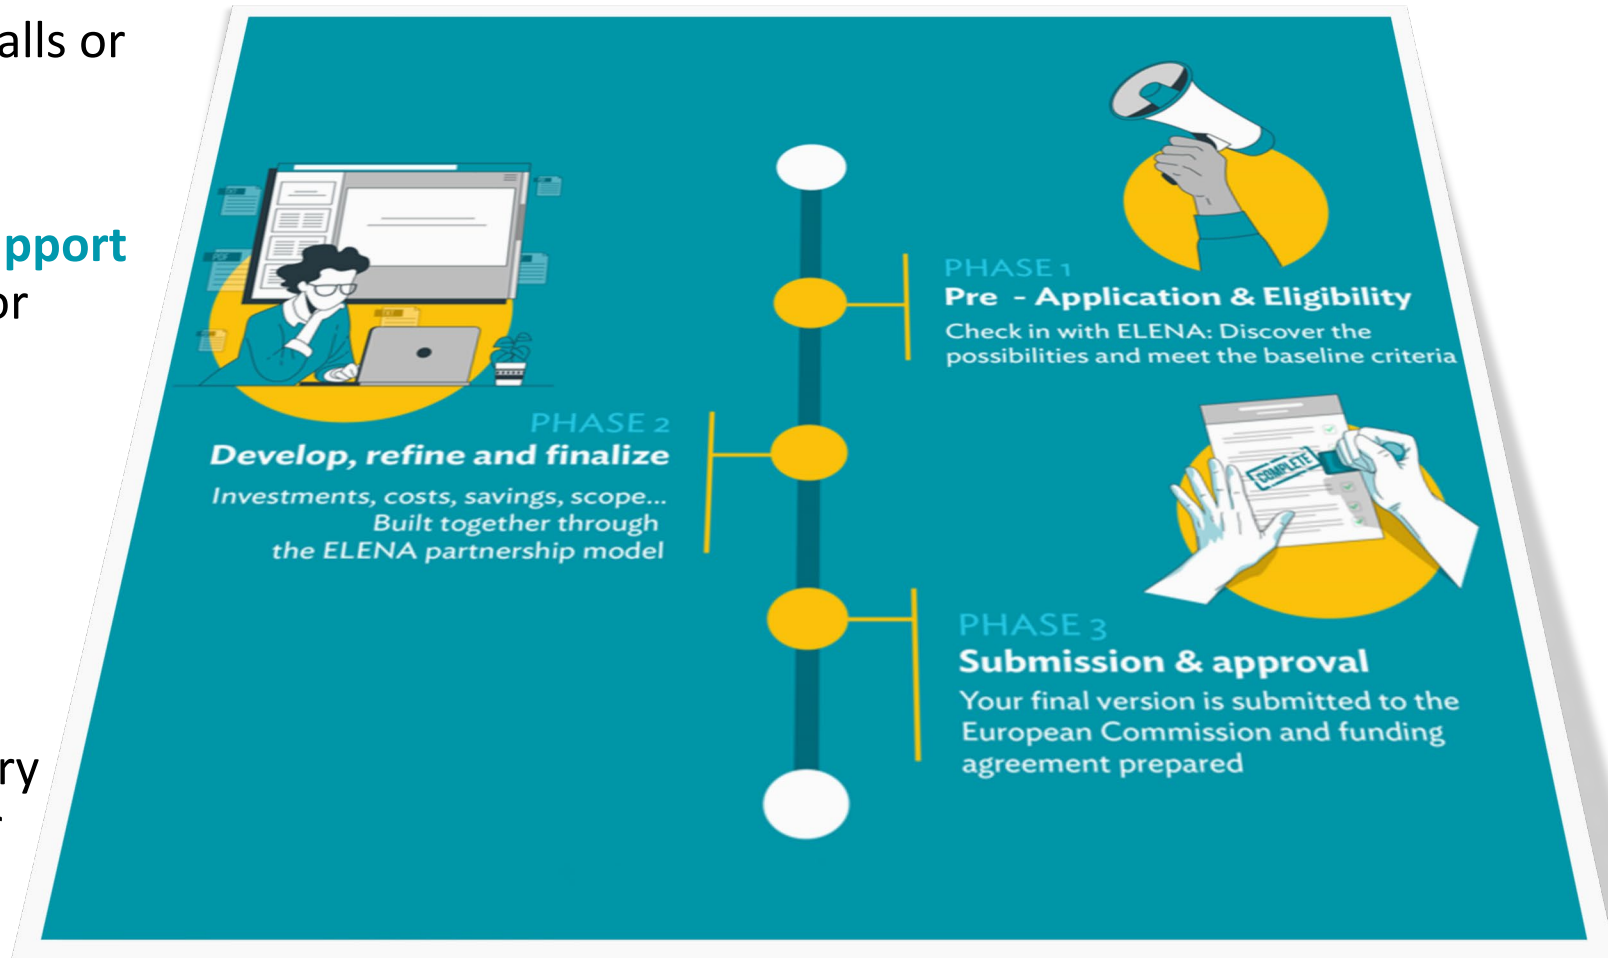 alls or
pport
or
ry
PHASE 1
Pre - Application & Eligibility
Check in with ELENA: Discover the
possibilities and meet the baseline criteria
PHASE 2
Develop, refine and finalize
Investments, costs, savings, scope...
Built together through
the ELENA partnership model
COMPLETE
PHASE 3
Submission & approval
Your final version is submitted to the
European Commission and funding
agreement prepared